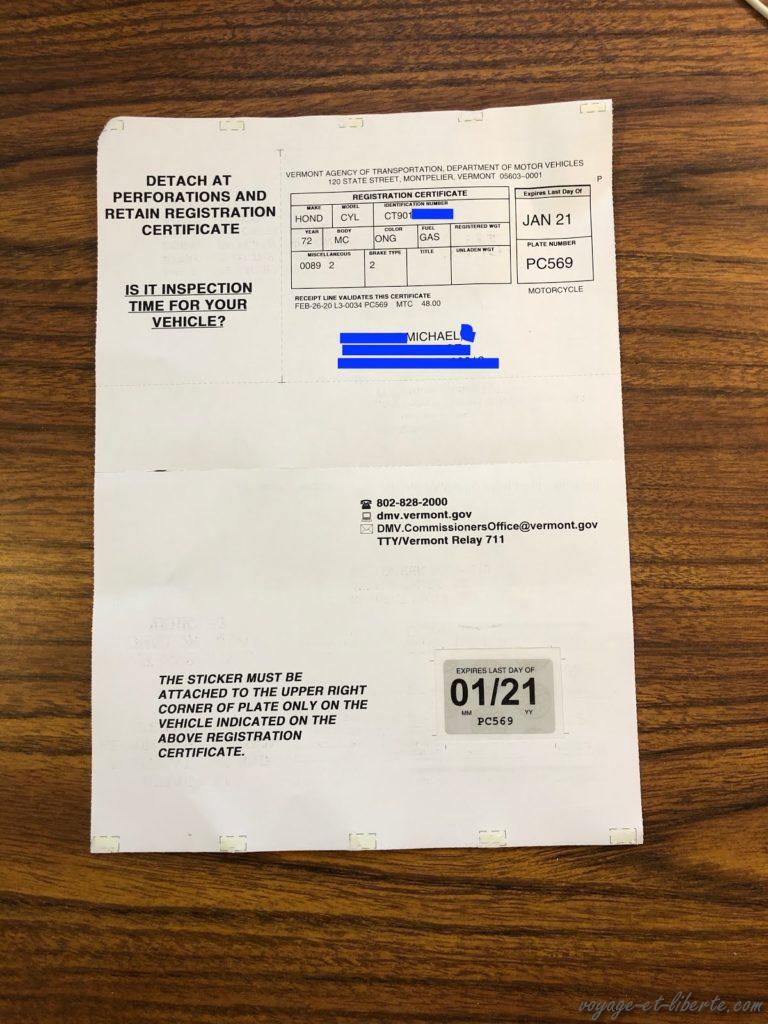 DETACH AT
PERFORATIONS AND
RETAIN REGISTRATION
CERTIFICATE
IS IT INSPECTION
TIME FOR YOUR
VEHICLE?
VERMONT AGENCY OF TRANSPORTATION, DEPARTMENT OF MOTOR VEHICLES
120 STATE STREET, MONTPELIER, VERMONT 05603-0001
P
REGISTRATION CERTIFICATE
MAKE MODEL IDENTIFICATION NUMBER
HOND CYL CT901
YEAR BODY COLOR FUEL REGISTERED WGT
72 MC ONG GAS
MISCELLANEOUS BRAKE TYPE TITLE UNLADEN WGT
0089 2 2
Expires Last Day Of
JAN 21
PLATE NUMBER
PC569
MOTORCYCLE
RECEIPT LINE VALIDATES THIS CERTIFICATE
FEB-26-20 L3-0034 PC569 MTC 48.00
MICHAEL
802-828-2000
dmv.vermont.gov
DMV.CommissionersOffice@vermont.gov
TTY/Vermont Relay 711
THE STICKER MUST BE
ATTACHED TO THE UPPER RIGHT
CORNER OF PLATE ONLY ON THE
VEHICLE INDICATED ON THE
ABOVE REGISTRATION
CERTIFICATE.
EXPIRES LAST DAY OF
01/21
MM YY
PC569
voyage-et-liberte.com